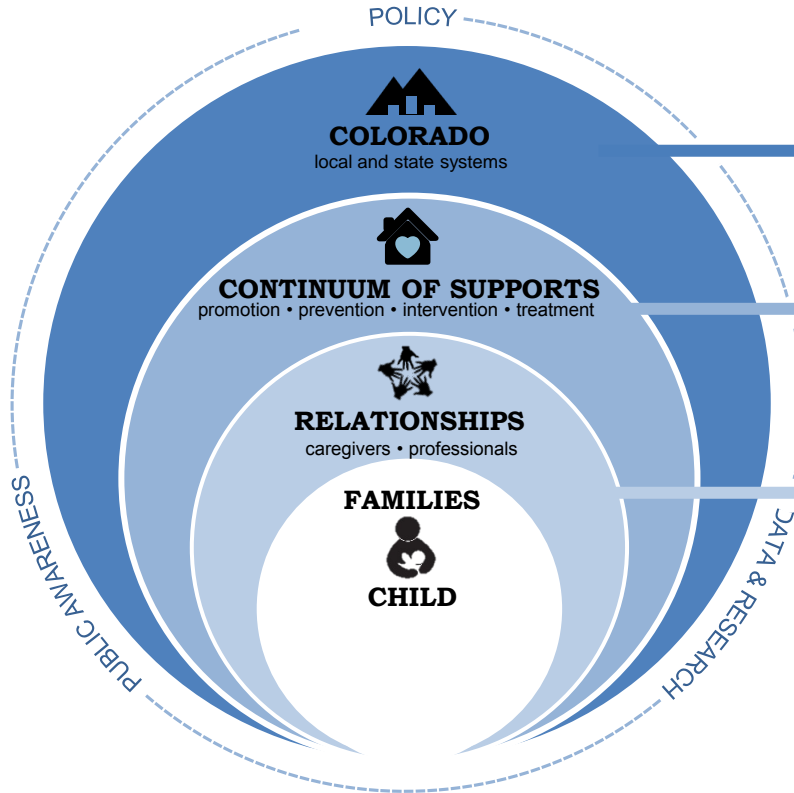 POLICY
COLORADO
local and state systems
CONTINUUM OF SUPPORTS
promotion • prevention • intervention • treatment
RELATIONSHIPS
caregivers • professionals
FAMILIES
CHILD
PUBLIC AWARENESS
DATA & RESEARCH